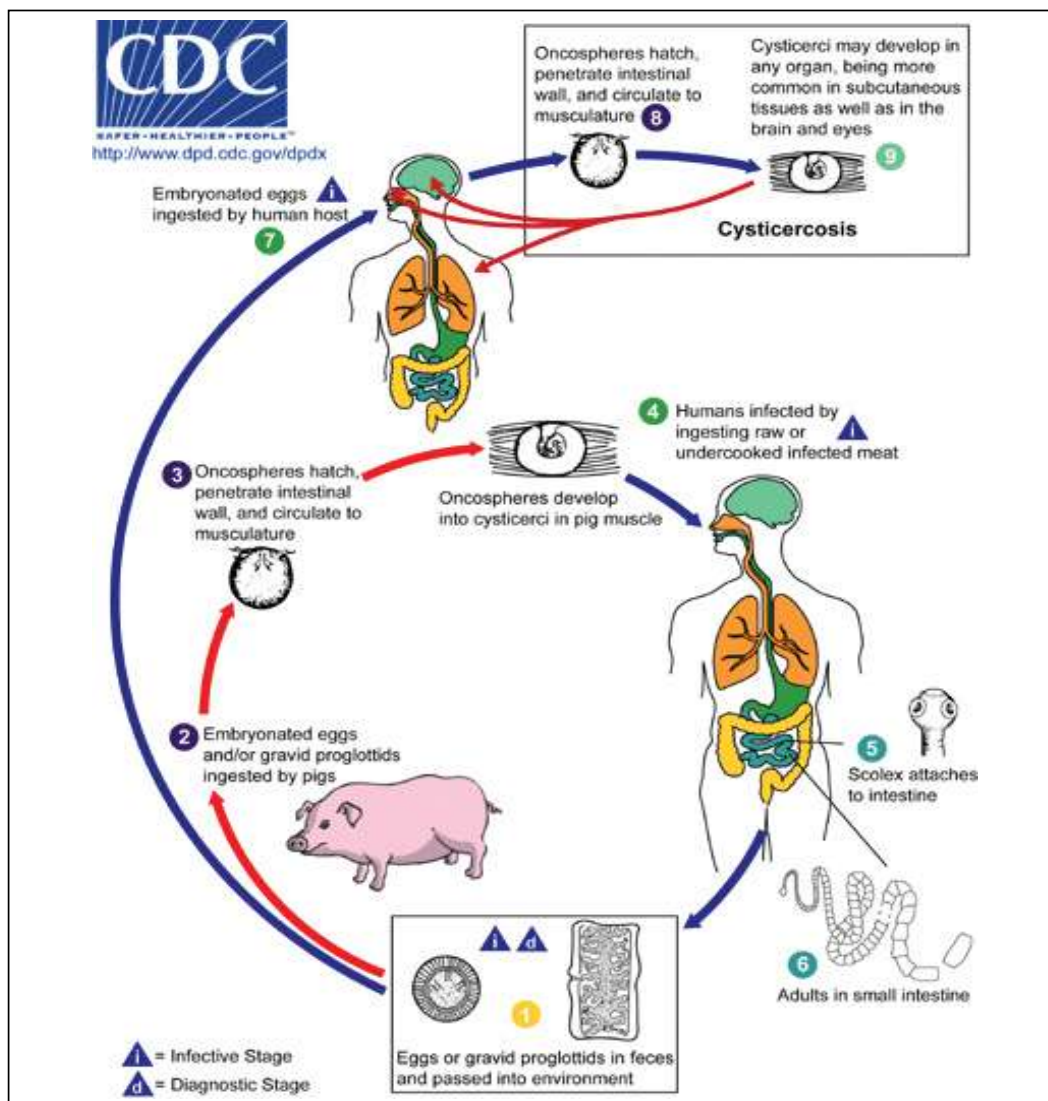 CDC
SAFER•HEALTHIER•PEOPLE™
http://www.dpd.cdc.gov/dpdx
Oncospheres hatch,
penetrate intestinal
wall, and circulate to
musculature 8
Cysticerci may develop in
any organ, being more
common in subcutaneous
tissues as well as in the
brain and eyes
9
Cysticercosis
Embryonated eggs i
ingested by human host
7
4 Humans infected by
ingesting raw or i
undercooked infected meat
3 Oncospheres hatch,
penetrate intestinal
wall, and circulate to
musculature
Oncospheres develop
into cysticerci in pig muscle
2 Embryonated eggs
and/or gravid proglottids
ingested by pigs
5
Scolex attaches
to intestine
6
Adults in small intestine
i d
1
Eggs or gravid proglottids in feces
and passed into environment
i = Infective Stage
d = Diagnostic Stage